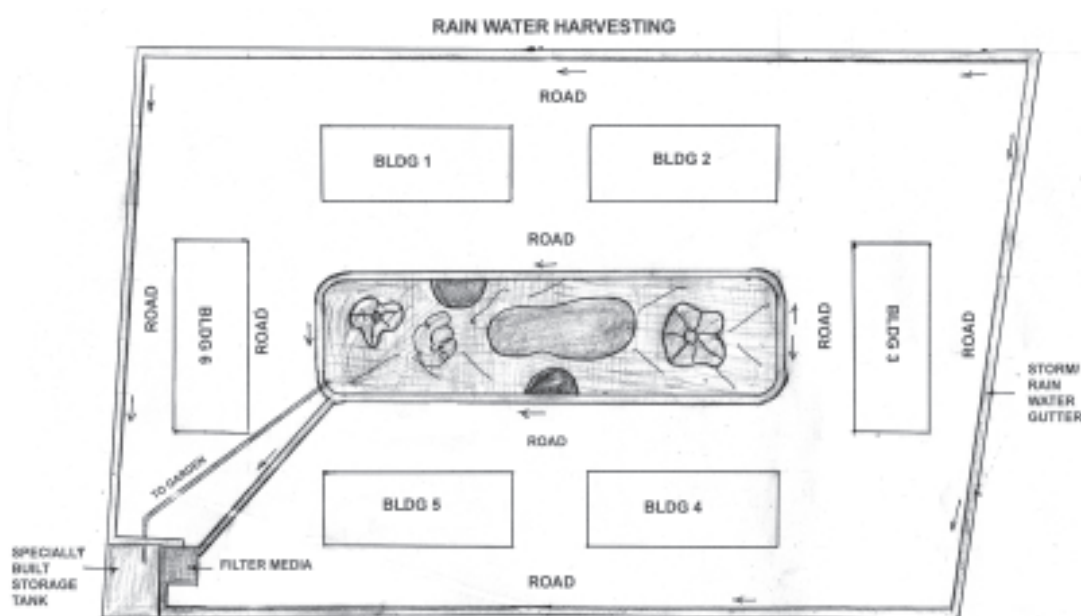 RAIN WATER HARVESTING
ROAD
BLDG 1
BLDG 2
ROAD
ROAD
BLDG 6
ROAD
ROAD
BLDG 3
ROAD
STORM/
RAIN
WATER
GUTTER
TO GARDEN
ROAD
BLDG 5
BLDG 4
SPECIALLT
BUILT
STORAGE
TANK
FILTER MEDIA
ROAD